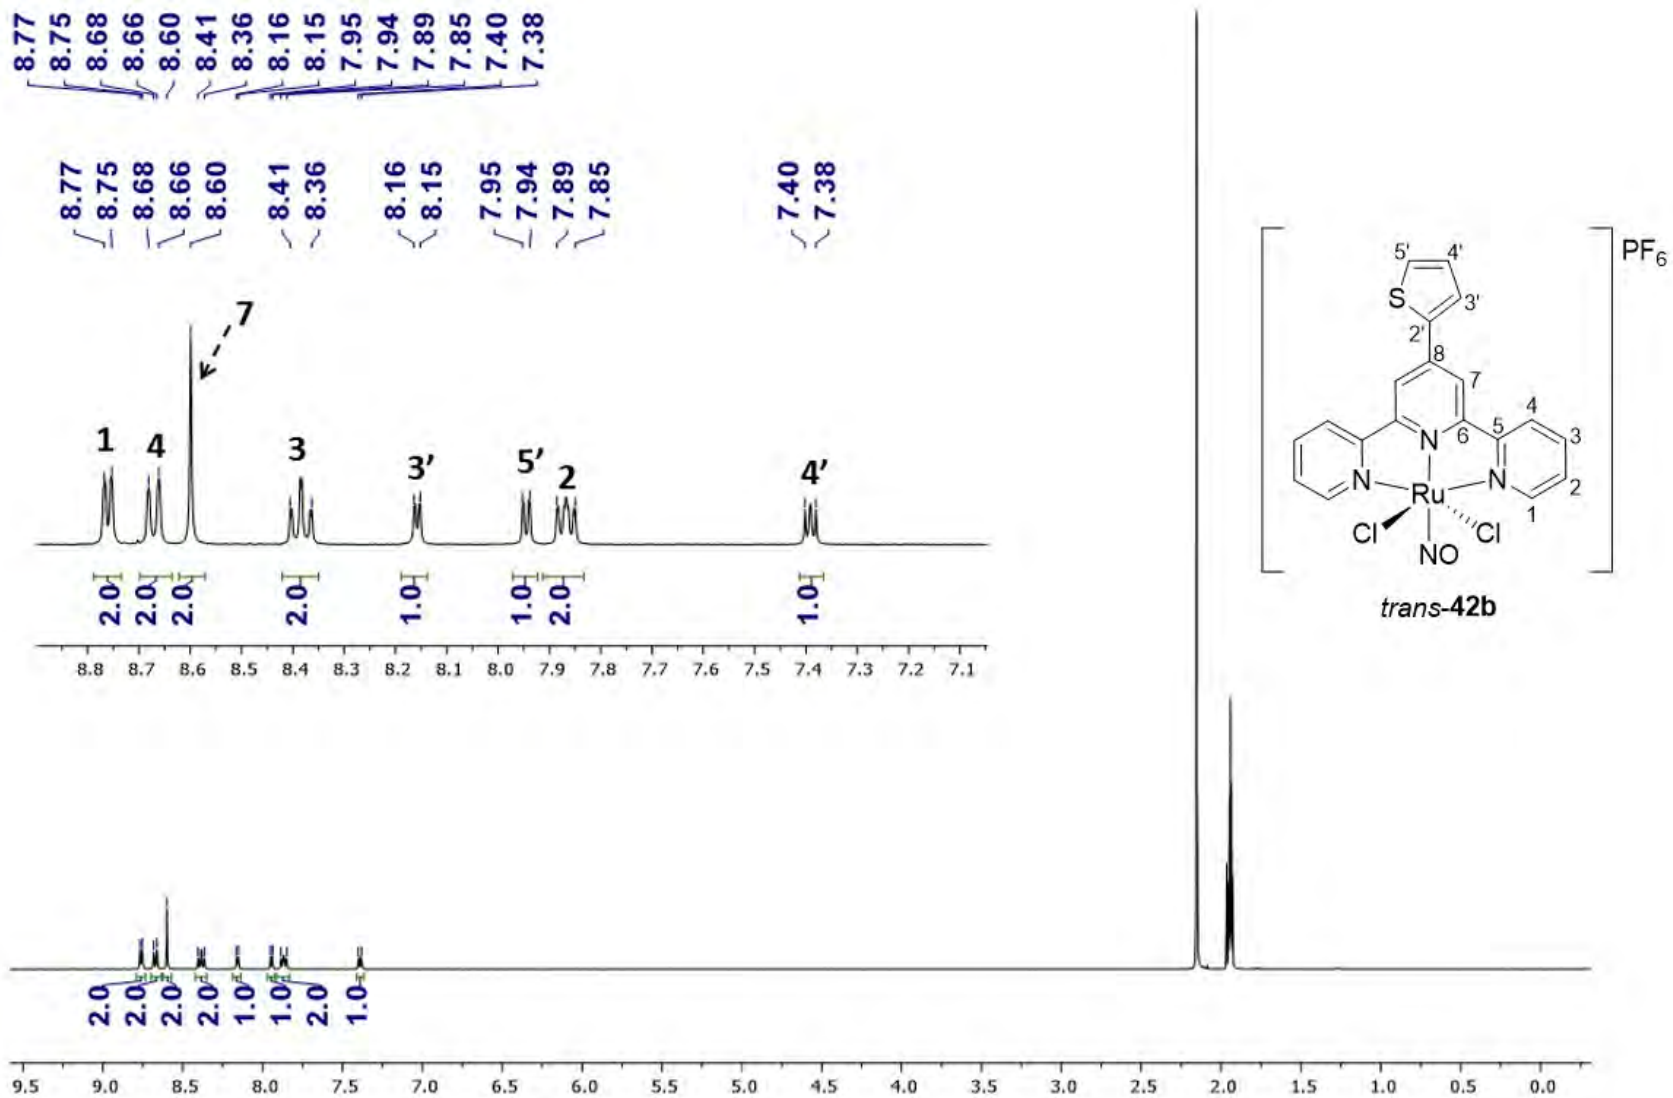 8.77 8.75 8.68 8.66 8.60 8.41 8.36 8.16 8.15 7.95 7.94 7.89 7.85 7.40 7.38
8.77 8.75 8.68 8.66 8.60 8.41 8.36 8.16 8.15 7.95 7.94 7.89 7.85 7.40 7.38
1 4 7 3 3' 5' 2 4'
2.0 2.0 2.0 2.0 1.0 1.0 2.0 1.0
8.8 8.7 8.6 8.5 8.4 8.3 8.2 8.1 8.0 7.9 7.8 7.7 7.6 7.5 7.4 7.3 7.2 7.1
PF6
5' 4'
S 3'
2'
8
7
4
N 6 5 3
N Ru N 2
1
Cl Cl
NO
trans-42b
2.0 2.0 2.0 2.0 1.0 1.0 2.0 1.0
9.5 9.0 8.5 8.0 7.5 7.0 6.5 6.0 5.5 5.0 4.5 4.0 3.5 3.0 2.5 2.0 1.5 1.0 0.5 0.0